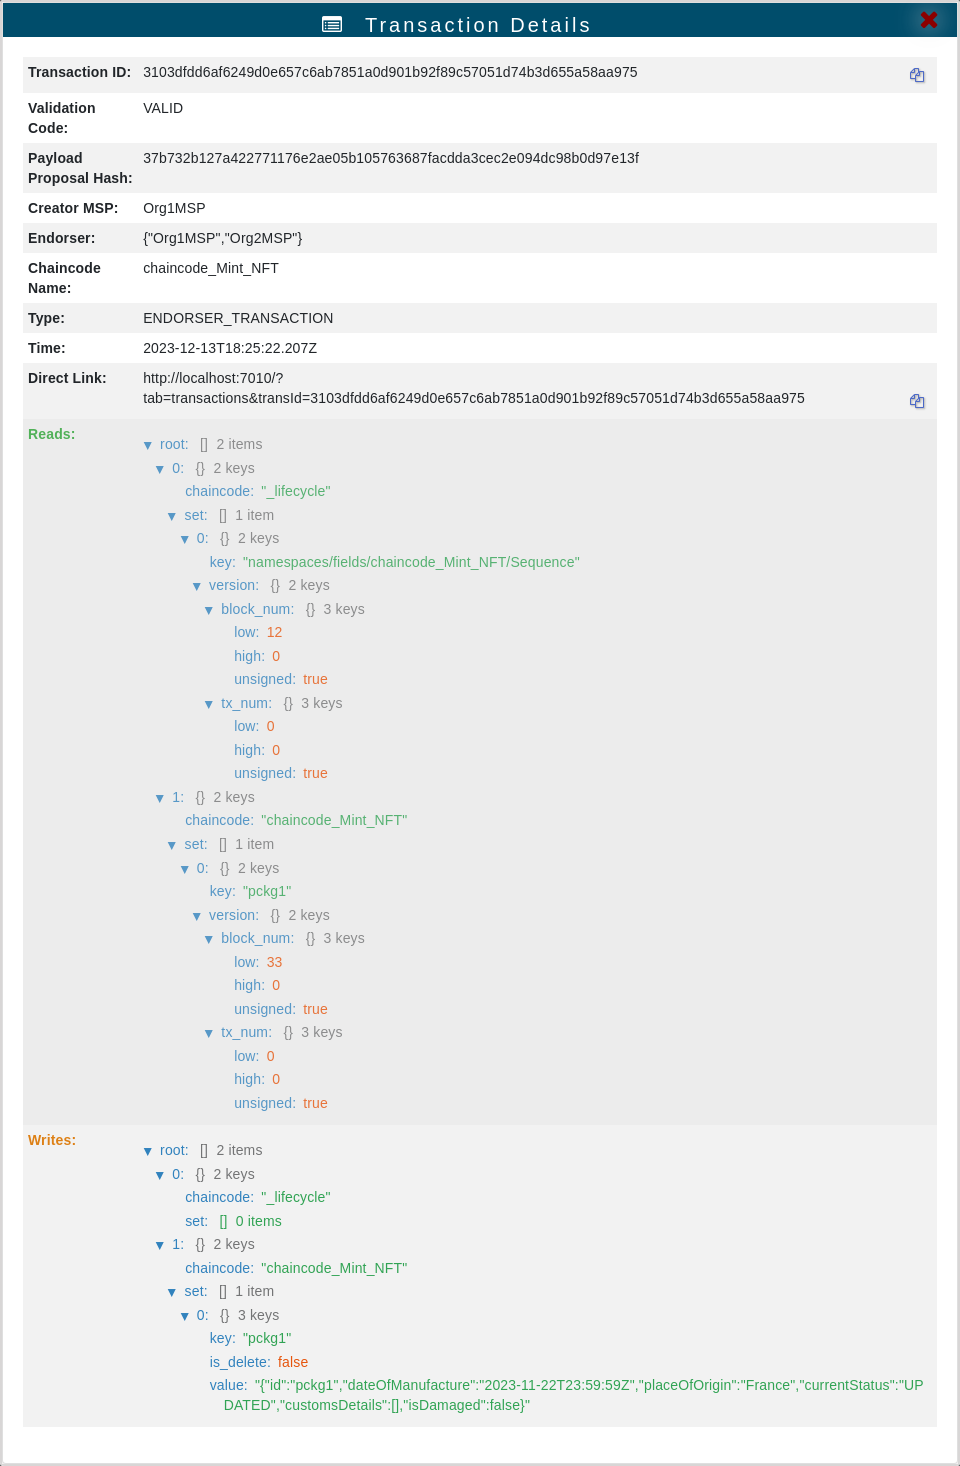 Transaction Details
Transaction ID: 3103dfdd6af6249d0e657c6ab7851a0d901b92f89c57051d74b3d655a58aa975
Validation Code: VALID
Payload Proposal Hash: 37b732b127a422771176e2ae05b105763687facdda3cec2e094dc98b0d97e13f
Creator MSP: Org1MSP
Endorser: {"Org1MSP","Org2MSP"}
Chaincode Name: chaincode_Mint_NFT
Type: ENDORSER_TRANSACTION
Time: 2023-12-13T18:25:22.207Z
Direct Link: http://localhost:7010/?
tab=transactions&transId=3103dfdd6af6249d0e657c6ab7851a0d901b92f89c57051d74b3d655a58aa975
Reads:
▼ root: [] 2 items
▼ 0: {} 2 keys
chaincode: "_lifecycle"
▼ set: [] 1 item
▼ 0: {} 2 keys
key: "namespaces/fields/chaincode_Mint_NFT/Sequence"
▼ version: {} 2 keys
▼ block_num: {} 3 keys
low: 12
high: 0
unsigned: true
▼ tx_num: {} 3 keys
low: 0
high: 0
unsigned: true
▼ 1: {} 2 keys
chaincode: "chaincode_Mint_NFT"
▼ set: [] 1 item
▼ 0: {} 2 keys
key: "pckg1"
▼ version: {} 2 keys
▼ block_num: {} 3 keys
low: 33
high: 0
unsigned: true
▼ tx_num: {} 3 keys
low: 0
high: 0
unsigned: true
Writes:
▼ root: [] 2 items
▼ 0: {} 2 keys
chaincode: "_lifecycle"
set: [] 0 items
▼ 1: {} 2 keys
chaincode: "chaincode_Mint_NFT"
▼ set: [] 1 item
▼ 0: {} 3 keys
key: "pckg1"
is_delete: false
value: "{"id":"pckg1","dateOfManufacture":"2023-11-22T23:59:59Z","placeOfOrigin":"France","currentStatus":"UP
DATED","customsDetails":[],"isDamaged":false}"